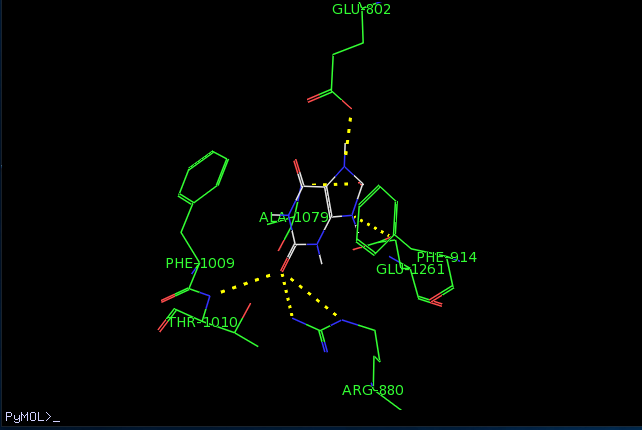 GLU-802
ALA-1079
PHE-914
PHE-1009
GLU-1261
THR-1010
ARG-880
PyMOL>_